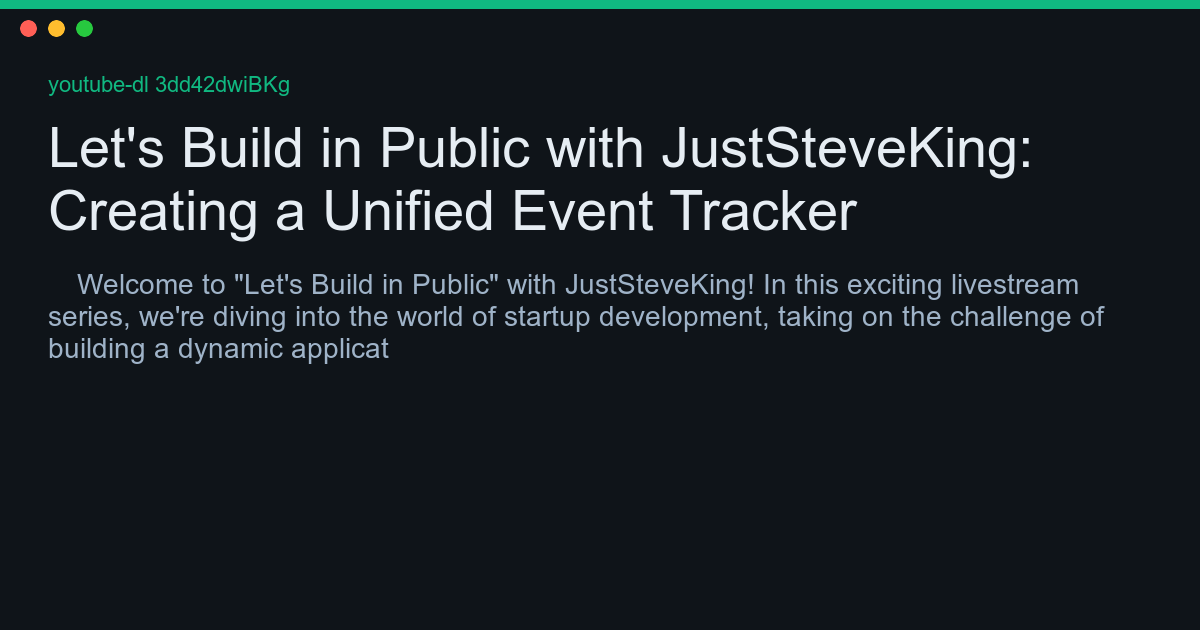 youtube-dl 3dd42dwiBKg
Let's Build in Public with JustSteveKing:
Creating a Unified Event Tracker
Welcome to "Let's Build in Public" with JustSteveKing! In this exciting livestream
series, we're diving into the world of startup development, taking on the challenge of
building a dynamic applicat